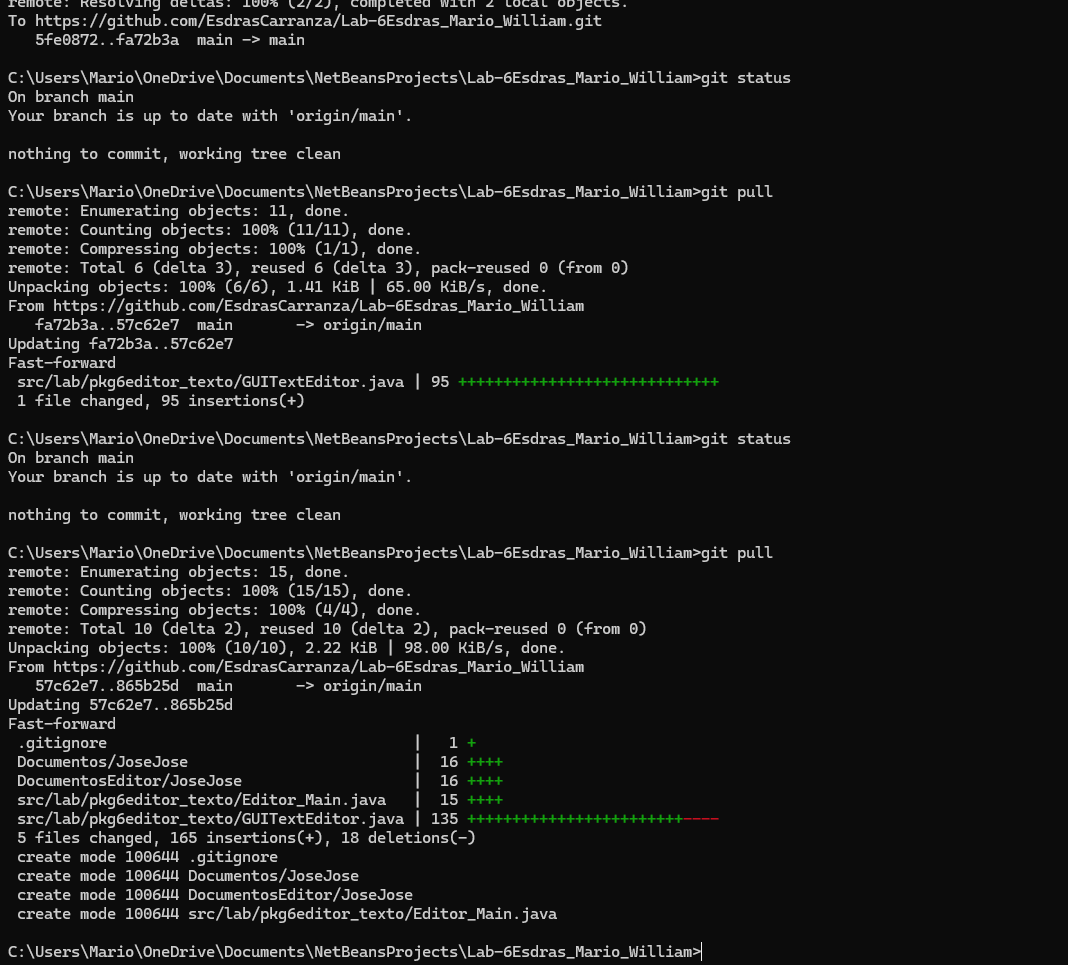 remote: Resolving deltas: 100% (2/2), completed with 2 local objects.
To https://github.com/EsdrasCarranza/Lab-6Esdras_Mario_William.git
   5fe0872..fa72b3a  main -> main

C:\Users\Mario\OneDrive\Documents\NetBeansProjects\Lab-6Esdras_Mario_William>git status
On branch main
Your branch is up to date with 'origin/main'.

nothing to commit, working tree clean

C:\Users\Mario\OneDrive\Documents\NetBeansProjects\Lab-6Esdras_Mario_William>git pull
remote: Enumerating objects: 11, done.
remote: Counting objects: 100% (11/11), done.
remote: Compressing objects: 100% (1/1), done.
remote: Total 6 (delta 3), reused 6 (delta 3), pack-reused 0 (from 0)
Unpacking objects: 100% (6/6), 1.41 KiB | 65.00 KiB/s, done.
From https://github.com/EsdrasCarranza/Lab-6Esdras_Mario_William
   fa72b3a..57c62e7  main       -> origin/main
Updating fa72b3a..57c62e7
Fast-forward
 src/lab/pkg6editor_texto/GUITextEditor.java | 95 +++++++++++++++++++++++++++++
 1 file changed, 95 insertions(+)

C:\Users\Mario\OneDrive\Documents\NetBeansProjects\Lab-6Esdras_Mario_William>git status
On branch main
Your branch is up to date with 'origin/main'.

nothing to commit, working tree clean

C:\Users\Mario\OneDrive\Documents\NetBeansProjects\Lab-6Esdras_Mario_William>git pull
remote: Enumerating objects: 15, done.
remote: Counting objects: 100% (15/15), done.
remote: Compressing objects: 100% (4/4), done.
remote: Total 10 (delta 2), reused 10 (delta 2), pack-reused 0 (from 0)
Unpacking objects: 100% (10/10), 2.22 KiB | 98.00 KiB/s, done.
From https://github.com/EsdrasCarranza/Lab-6Esdras_Mario_William
   57c62e7..865b25d  main       -> origin/main
Updating 57c62e7..865b25d
Fast-forward
 .gitignore                                  |   1 +
 Documentos/JoseJose                         |  16 ++++
 DocumentosEditor/JoseJose                   |  16 ++++
 src/lab/pkg6editor_texto/Editor_Main.java   |  15 ++++
 src/lab/pkg6editor_texto/GUITextEditor.java | 135 ++++++++++++++++++++++++----
 5 files changed, 165 insertions(+), 18 deletions(-)
 create mode 100644 .gitignore
 create mode 100644 Documentos/JoseJose
 create mode 100644 DocumentosEditor/JoseJose
 create mode 100644 src/lab/pkg6editor_texto/Editor_Main.java

C:\Users\Mario\OneDrive\Documents\NetBeansProjects\Lab-6Esdras_Mario_William>